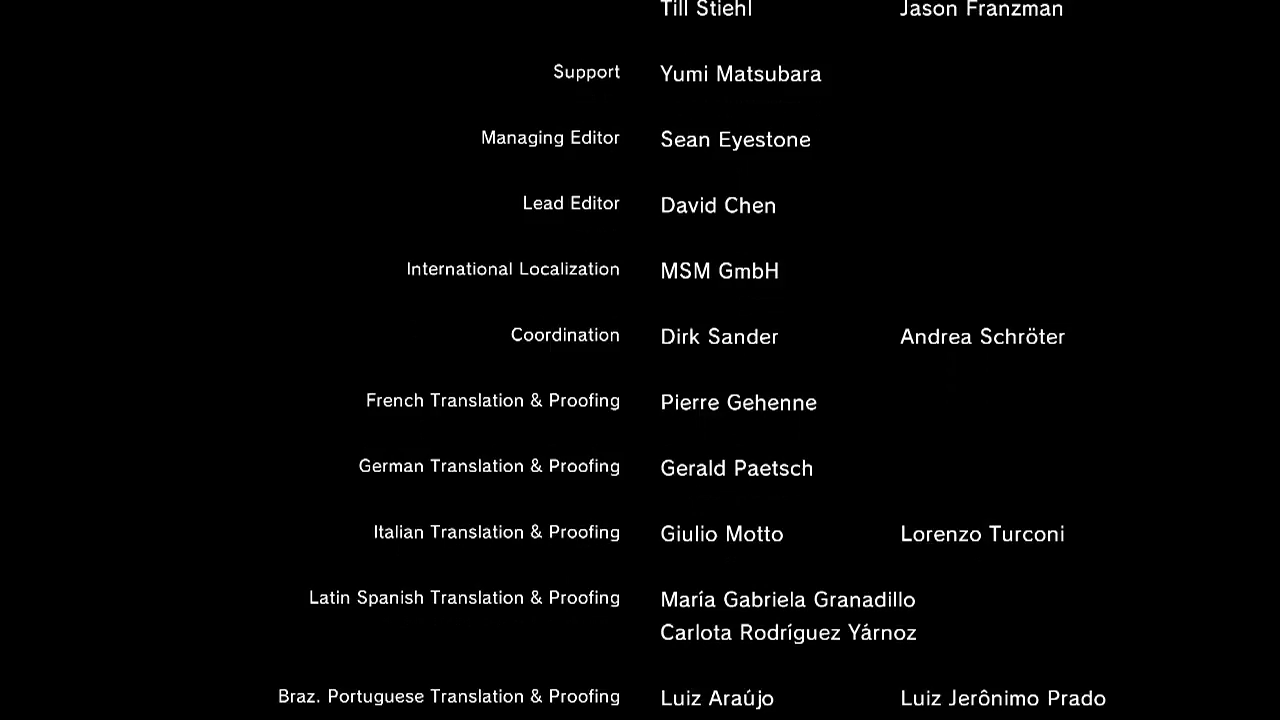 Till Stiehl Jason Franzman
Support Yumi Matsubara
Managing Editor Sean Eyestone
Lead Editor David Chen
International Localization MSM GmbH
Coordination Dirk Sander Andrea Schröter
French Translation & Proofing Pierre Gehenne
German Translation & Proofing Gerald Paetsch
Italian Translation & Proofing Giulio Motto Lorenzo Turconi
Latin Spanish Translation & Proofing María Gabriela Granadillo
Carlota Rodríguez Yárnoz
Braz. Portuguese Translation & Proofing Luiz Araújo Luiz Jerônimo Prado